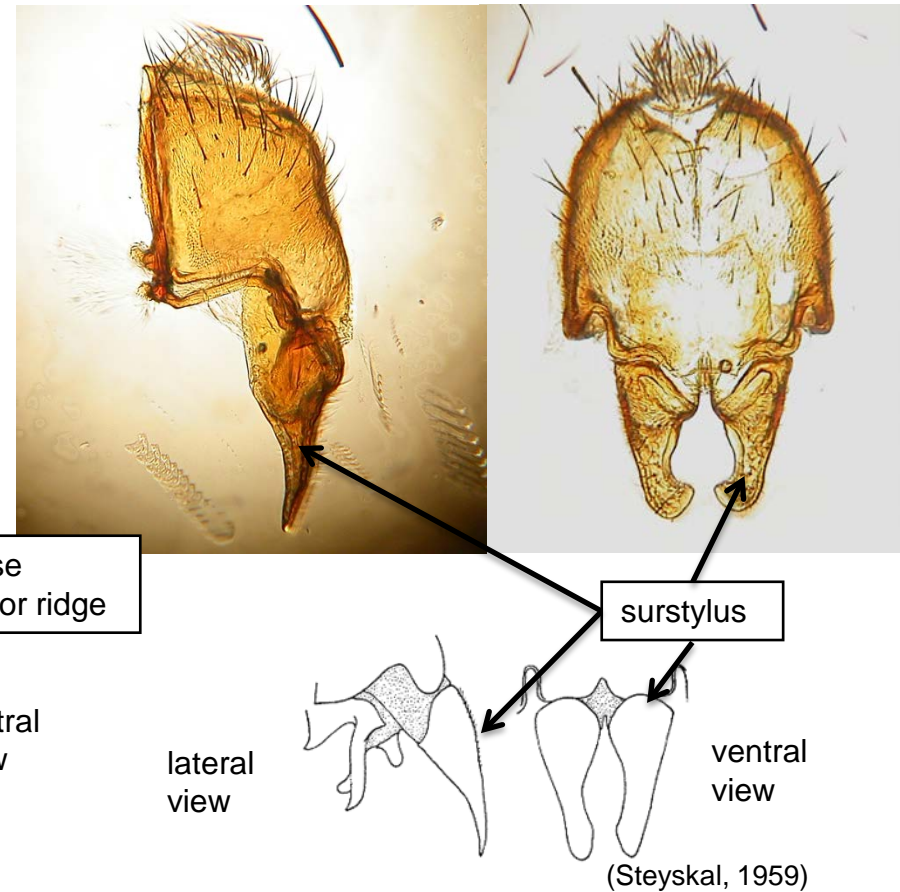 or ridge
surstylus
lateral
view
ventral
view
(Steyskal, 1959)